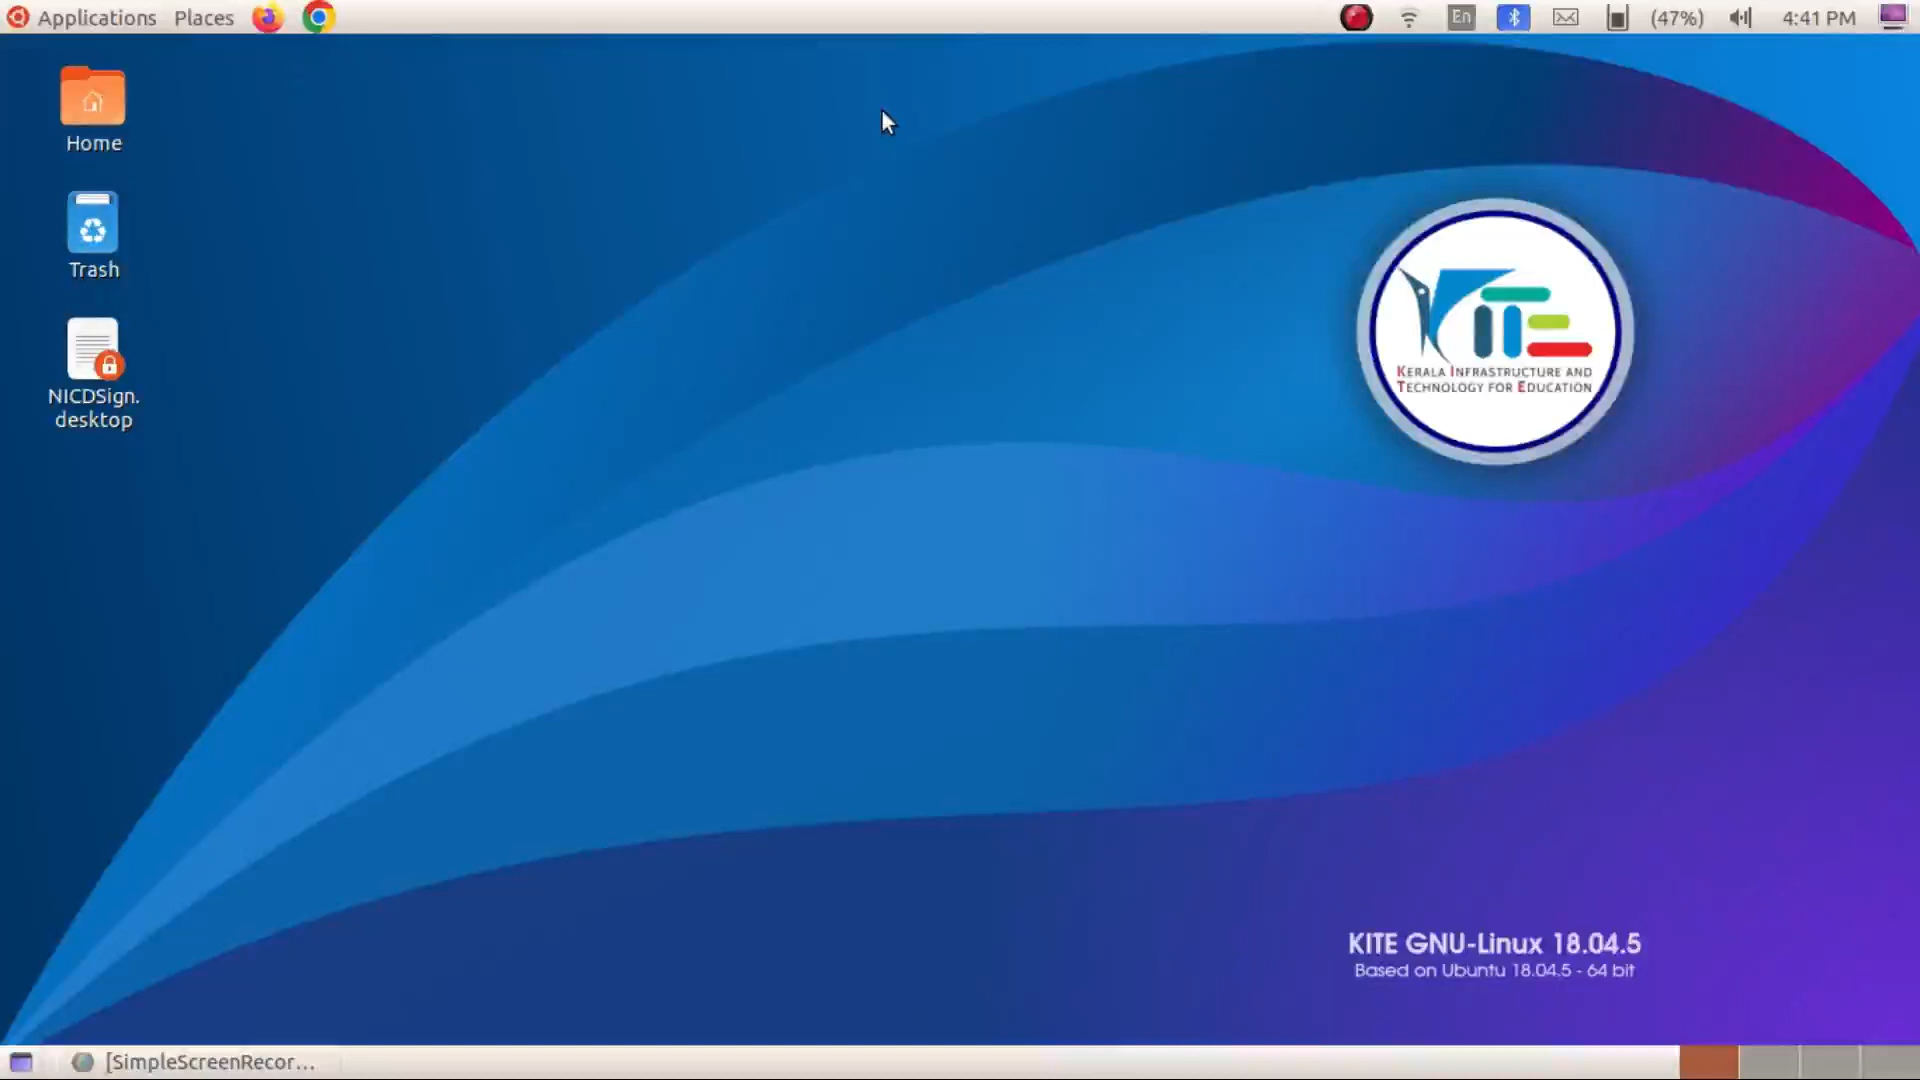 Applications Places En (47%) 4:41 PM
Home
Trash
NICDSign.
desktop
KERALA INFRASTRUCTURE AND
TECHNOLOGY FOR EDUCATION
KITE GNU-Linux 18.04.5
Based on Ubuntu 18.04.5 - 64 bit
[SimpleScreenRecor...